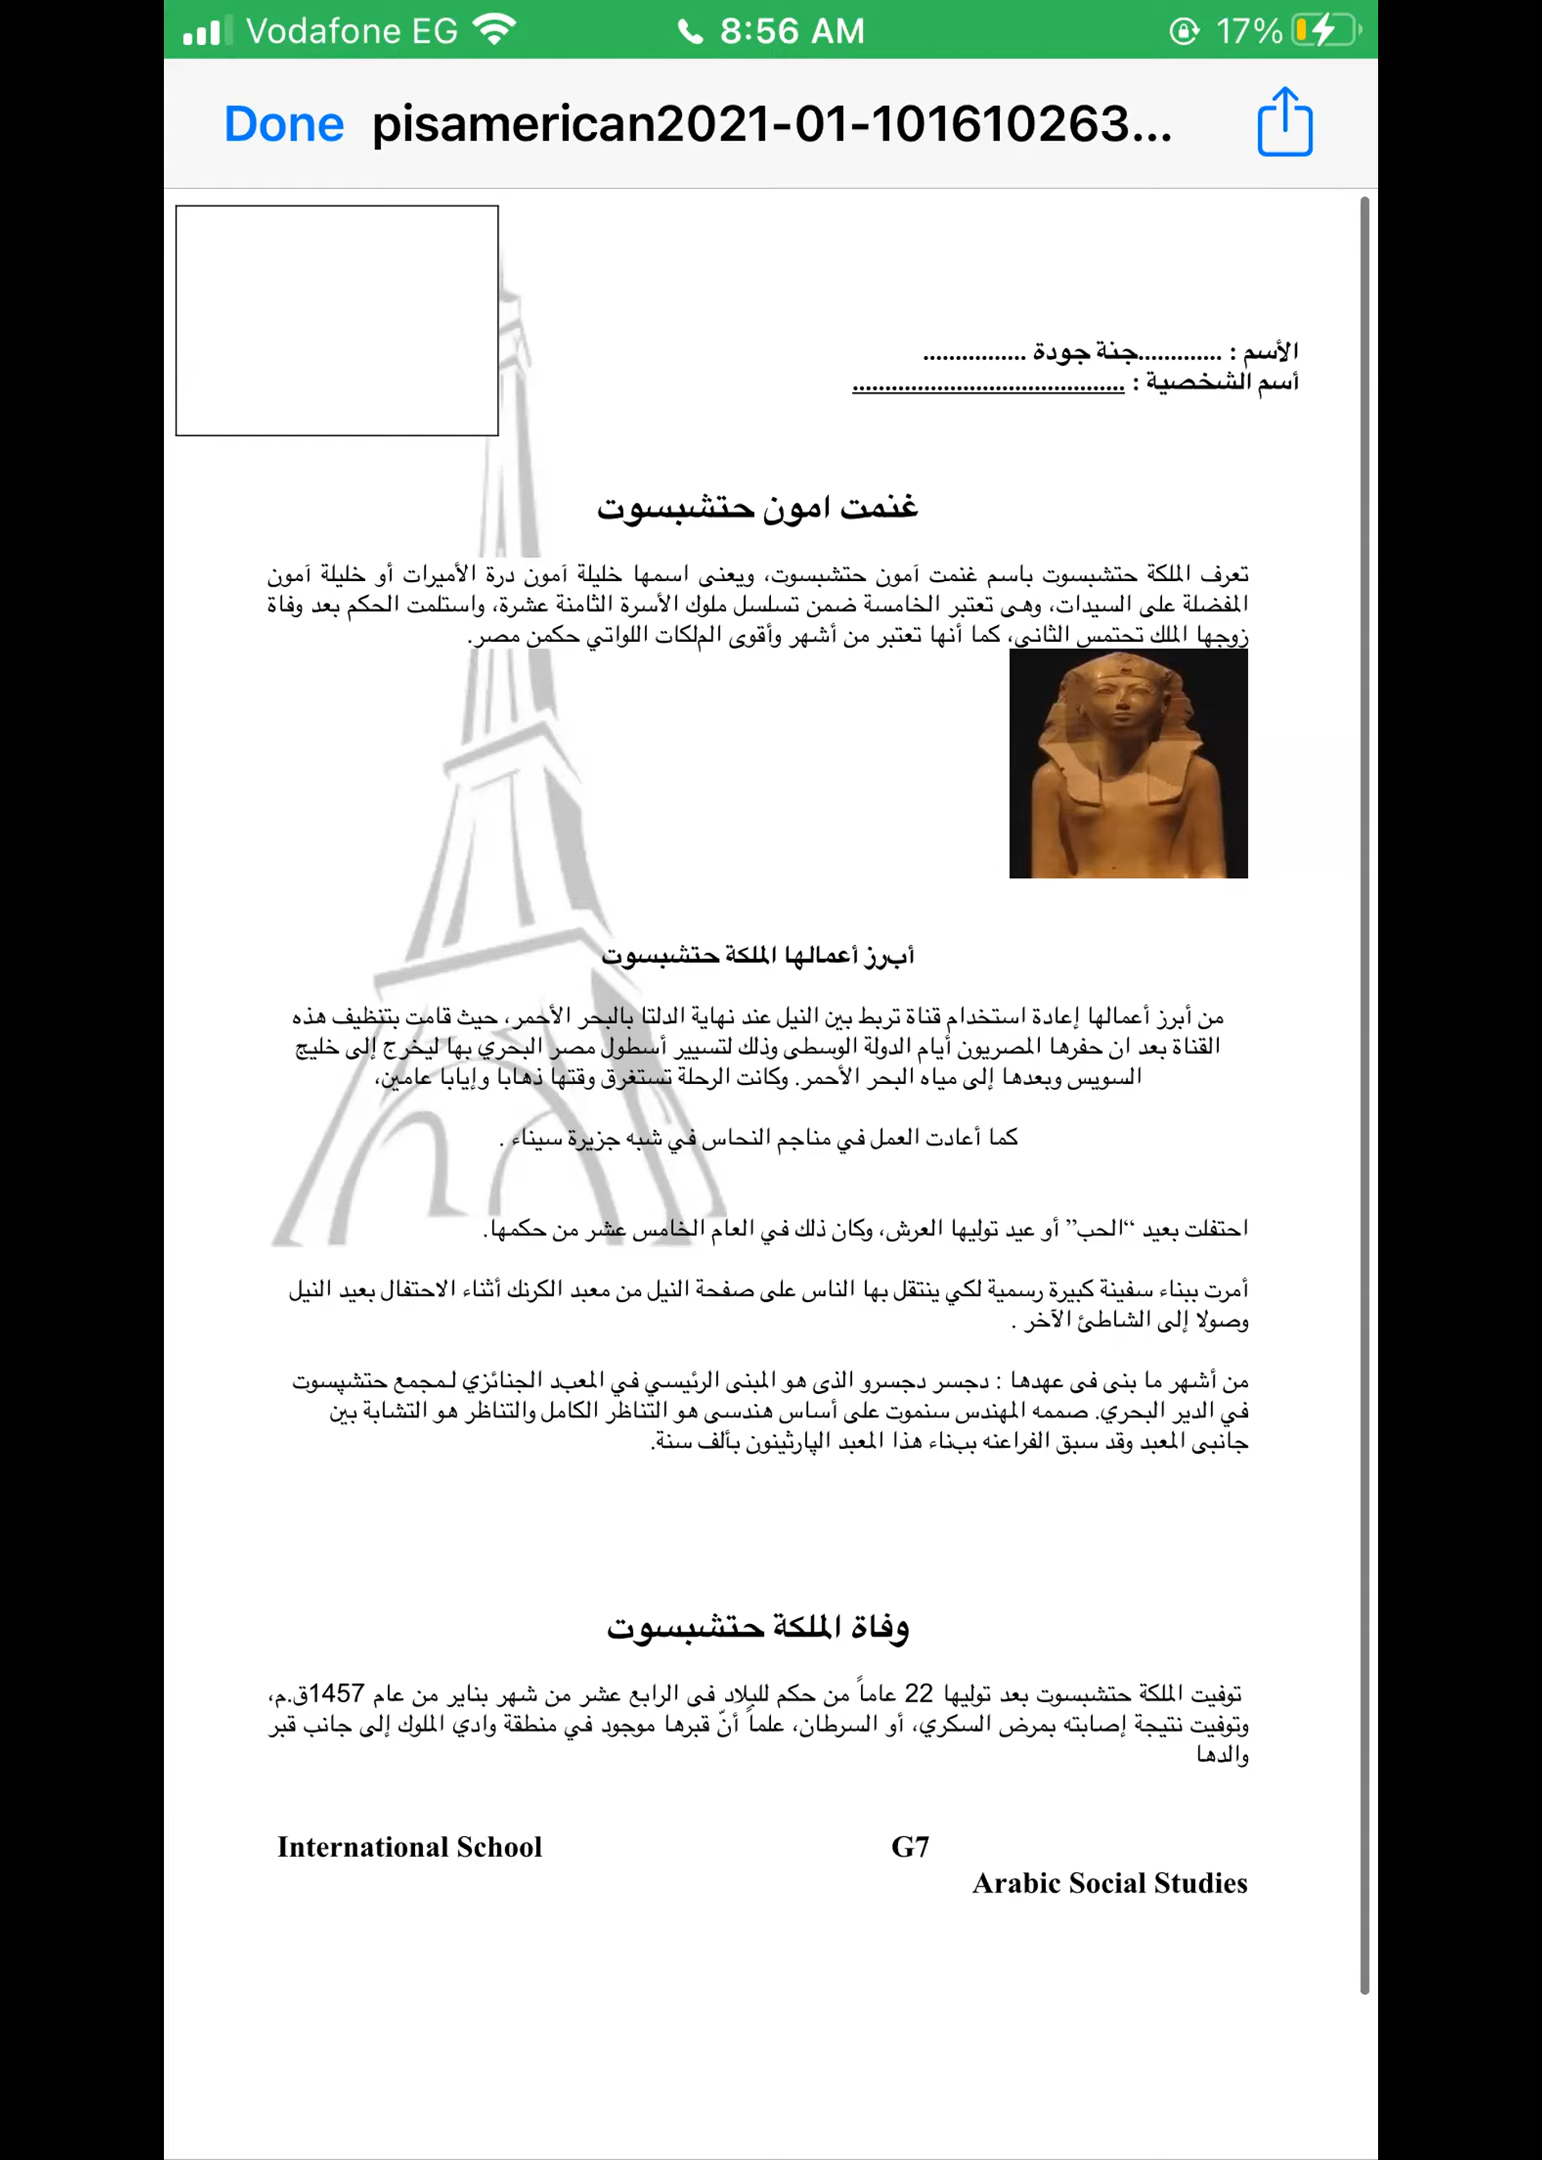 Vodafone EG 8:56 AM 17%
Done pisamerican2021-01-101610263...
الأسم : .............جنة جودة ................
أسم الشخصية : ..........................................
غنمت امون حتشبسوت
تعرف الملكة حتشبسوت باسم غنمت آمون حتشبسوت، ويعنى اسمها خليلة آمون درة الأميرات أو خليلة آمون
المفضلة على السيدات، وهى تعتبر الخامسة ضمن تسلسل ملوك الأسرة الثامنة عشرة، واستلمت الحكم بعد وفاة
زوجها الملك تحتمس الثانى، كما أنها تعتبر من أشهر وأقوى الملكات اللواتي حكمن مصر.
أبرز أعمالها الملكة حتشبسوت
من أبرز أعمالها إعادة استخدام قناة تربط بين النيل عند نهاية الدلتا بالبحر الأحمر، حيث قامت بتنظيف هذه
القناة بعد ان حفرها المصريون أيام الدولة الوسطى وذلك لتسيير أسطول مصر البحري بها ليخرج إلى خليج
السويس وبعدها إلى مياه البحر الأحمر. وكانت الرحلة تستغرق وقتها ذهابا وإيابا عامين،
كما أعادت العمل في مناجم النحاس في شبه جزيرة سيناء .
احتفلت بعيد “الحب” أو عيد توليها العرش، وكان ذلك في العام الخامس عشر من حكمها.
أمرت ببناء سفينة كبيرة رسمية لكي ينتقل بها الناس على صفحة النيل من معبد الكرنك أثناء الاحتفال بعيد النيل
وصولا إلى الشاطئ الآخر .
من أشهر ما بنى فى عهدها : دجسر دجسرو الذى هو المبنى الرئيسي في المعبد الجنائزي لمجمع حتشپسوت
في الدير البحري. صممه المهندس سنموت على أساس هندسى هو التناظر الكامل والتناظر هو التشابة بين
جانبى المعبد وقد سبق الفراعنه ببناء هذا المعبد الپارثينون بألف سنة.
وفاة الملكة حتشبسوت
توفيت الملكة حتشبسوت بعد توليها 22 عاماً من حكم للبلاد فى الرابع عشر من شهر يناير من عام 1457ق.م،
وتوفيت نتيجة إصابته بمرض السكري، أو السرطان، علماً أنّ قبرها موجود في منطقة وادي الملوك إلى جانب قبر
والدها
International School G7
Arabic Social Studies